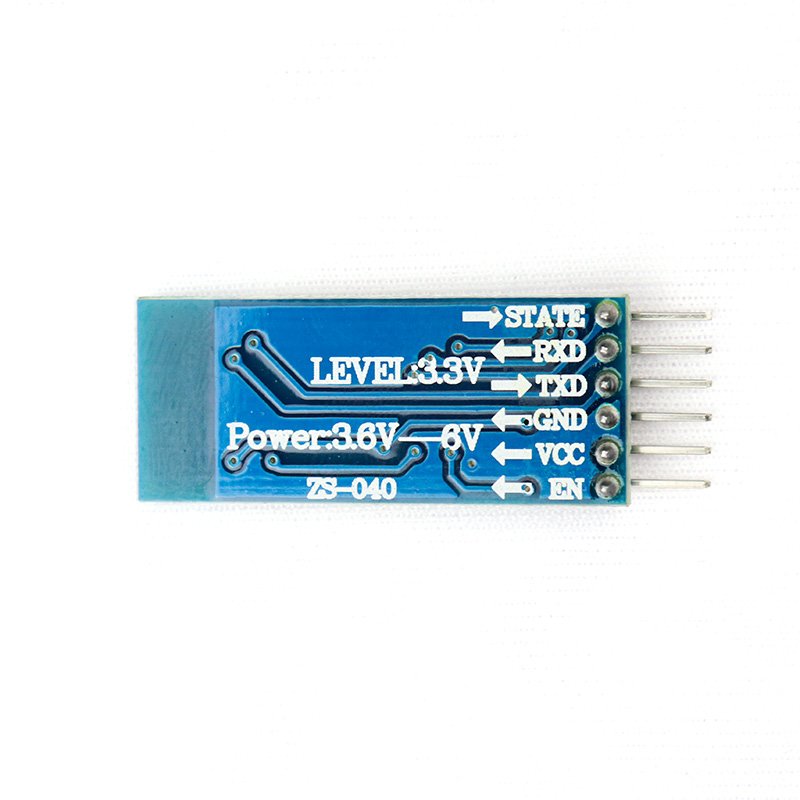 STATE
RXD
LEVEL:3.3V
TXD
GND
Power:3.6V—6V
VCC
ZS-040
EN